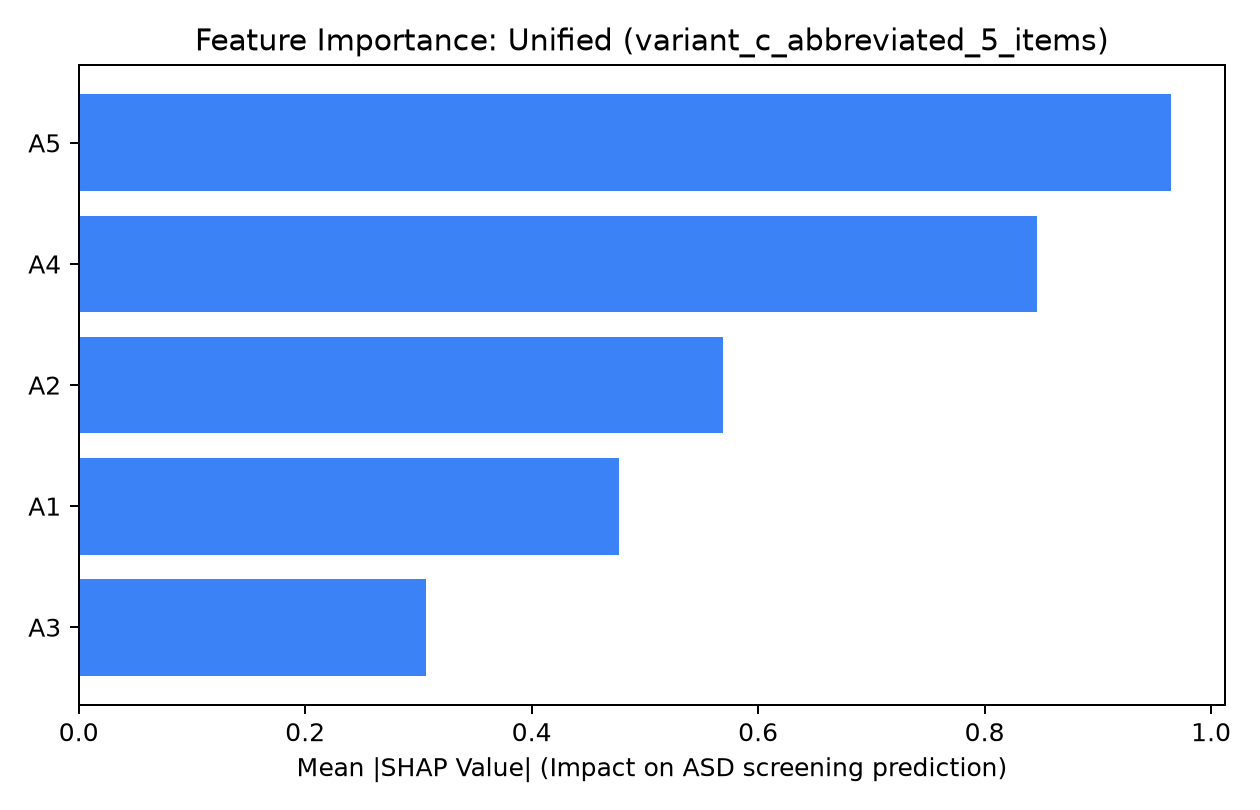 Feature Importance: Unified (variant_c_abbreviated_5_items)
A5
A4
A2
A1
A3
0.0 0.2 0.4 0.6 0.8 1.0
Mean |SHAP Value| (Impact on ASD screening prediction)